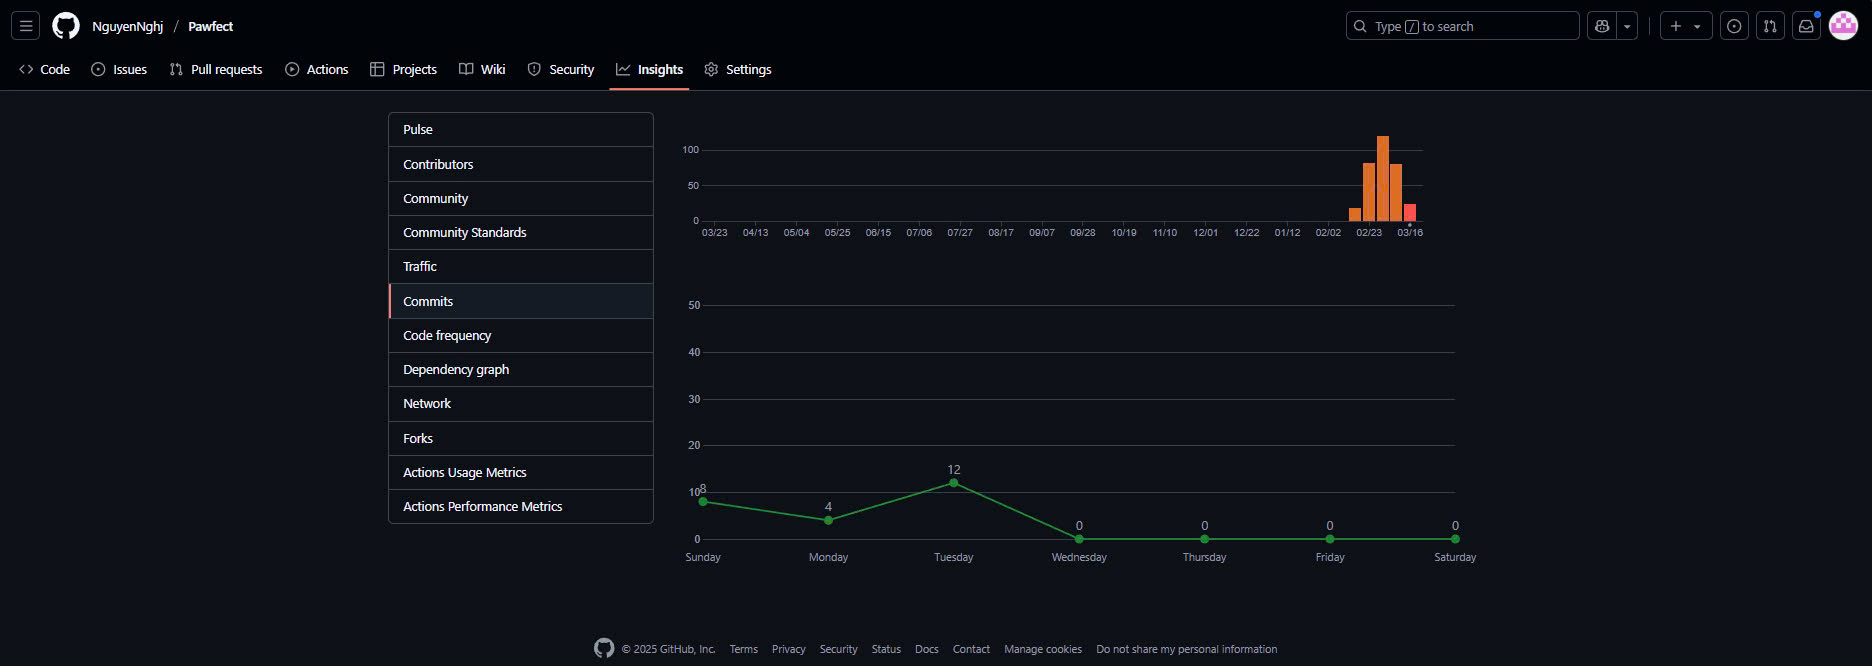 NguyenNghj / Pawfect
Type / to search
Code Issues Pull requests Actions Projects Wiki Security Insights Settings
Pulse
Contributors
Community
Community Standards
Traffic
Commits
Code frequency
Dependency graph
Network
Forks
Actions Usage Metrics
Actions Performance Metrics
100
50
0
03/23 04/13 05/04 05/25 06/15 07/06 07/27 08/17 09/07 09/28 10/19 11/10 12/01 12/22 01/12 02/02 02/23 03/16
50
40
30
20
10
0
8 4 12 0 0 0 0
Sunday Monday Tuesday Wednesday Thursday Friday Saturday
© 2025 GitHub, Inc. Terms Privacy Security Status Docs Contact Manage cookies Do not share my personal information